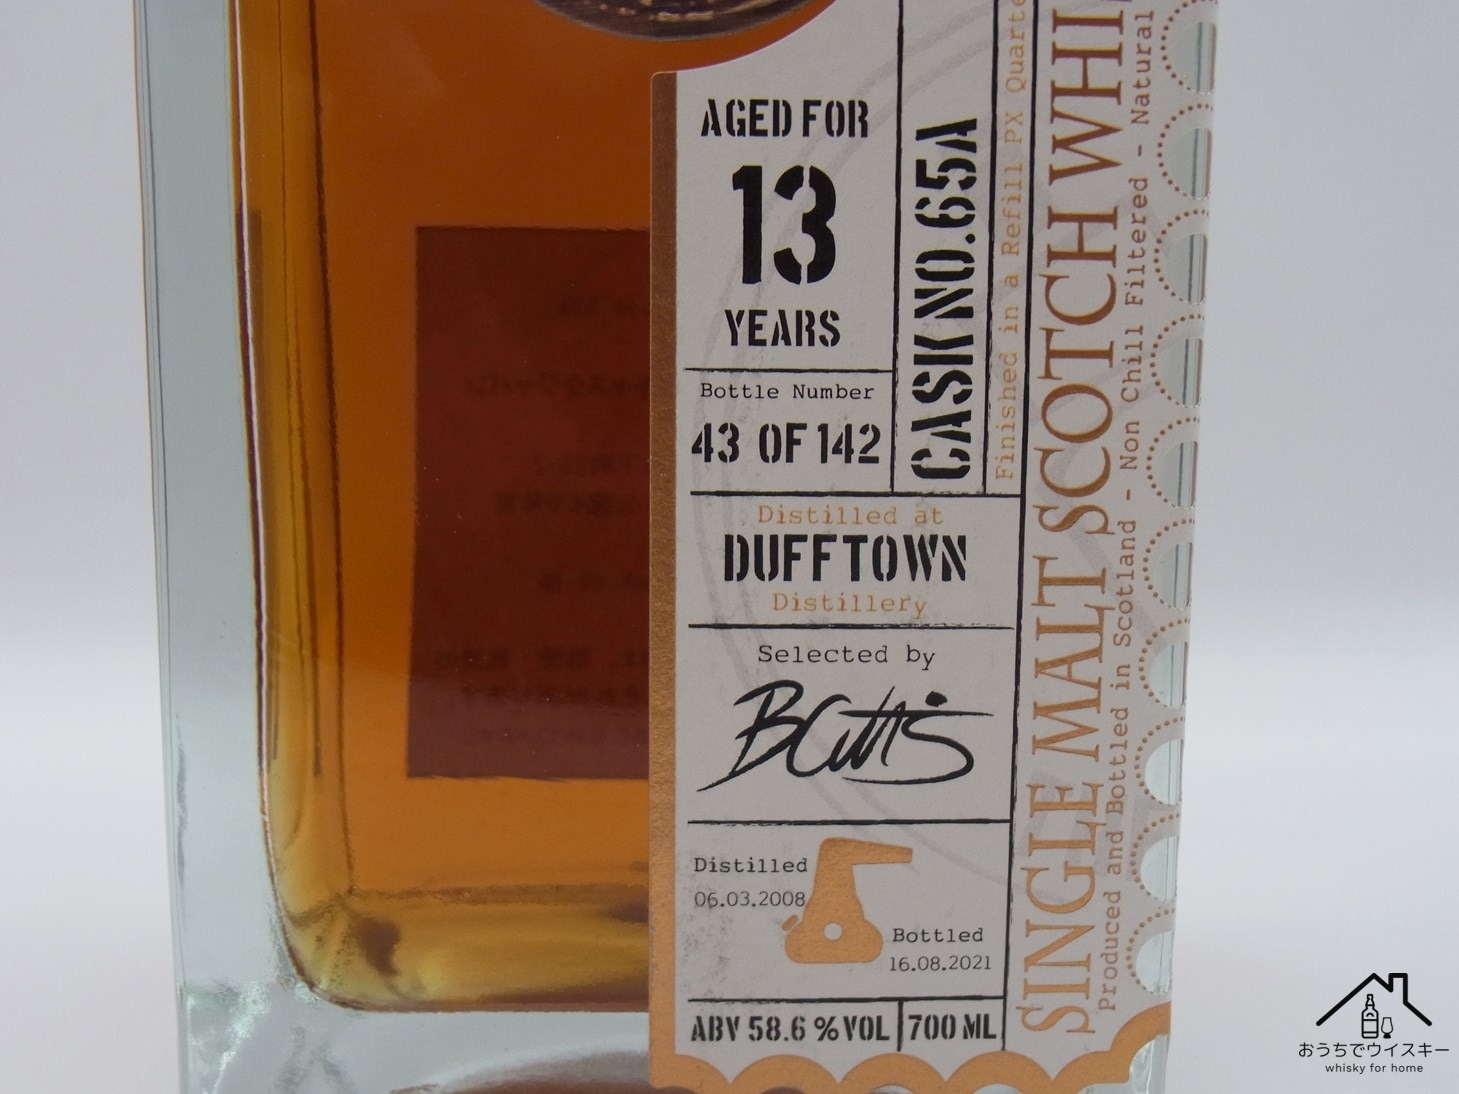 AGED FOR
13
YEARS
Bottle Number
43 OF 142
CASK NO.65A
Finished in a Refill PX
SINGLE MALT SCOTCH
Produced and Bottled in Scotland - Non Chill Filtered - Natural
Distilled at
DUFFTOWN
Distillery
Selected by
Distilled
06.03.2008
Bottled
16.08.2021
ABV 58.6 % VOL
700 ML
おうちでウイスキー
whisky for home